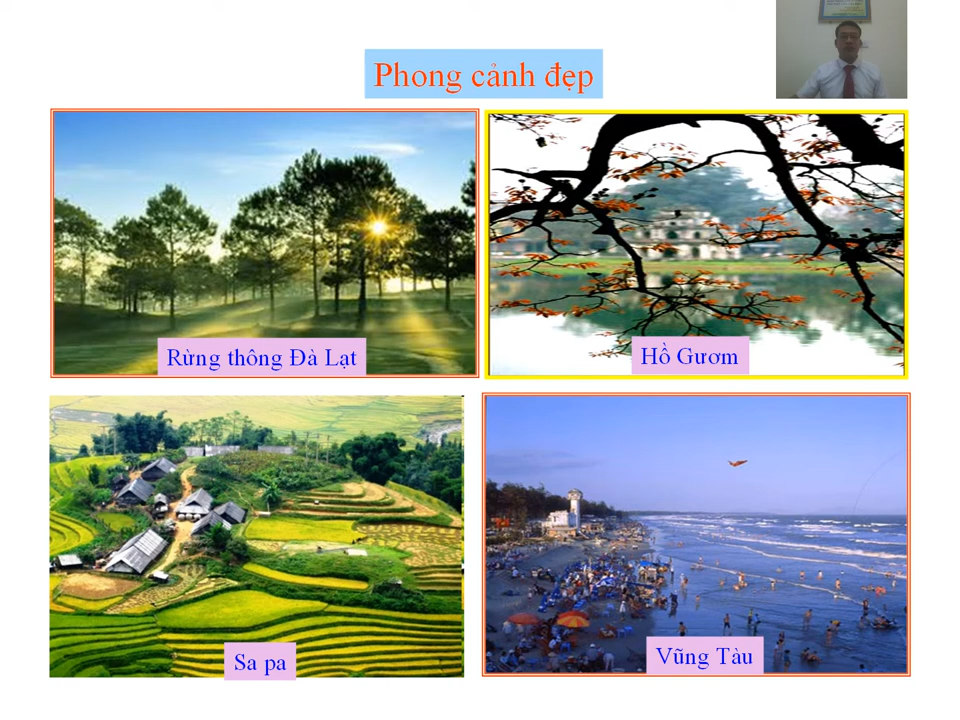 Phong cảnh đẹp
Rừng thông Đà Lạt
Hồ Gươm
Sa pa
Vũng Tàu